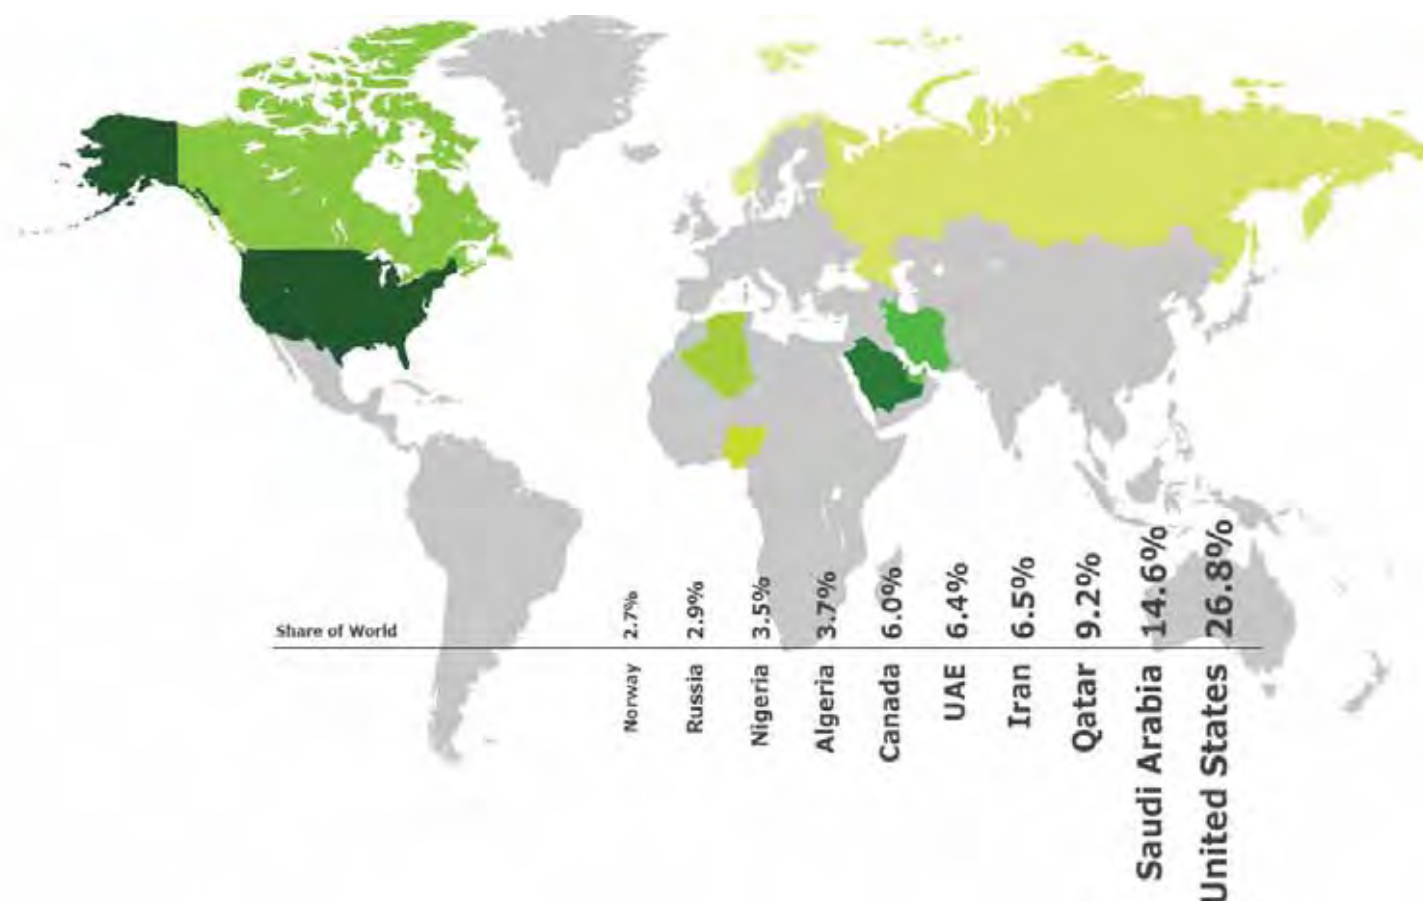 Share of World
2.7%
2.9%
3.5%
3.7%
6.0%
6.4%
6.5%
9.2%
14.6%
26.8%
Norway
Russia
Nigeria
Algeria
Canada
UAE
Iran
Qatar
Saudi Arabia
United States